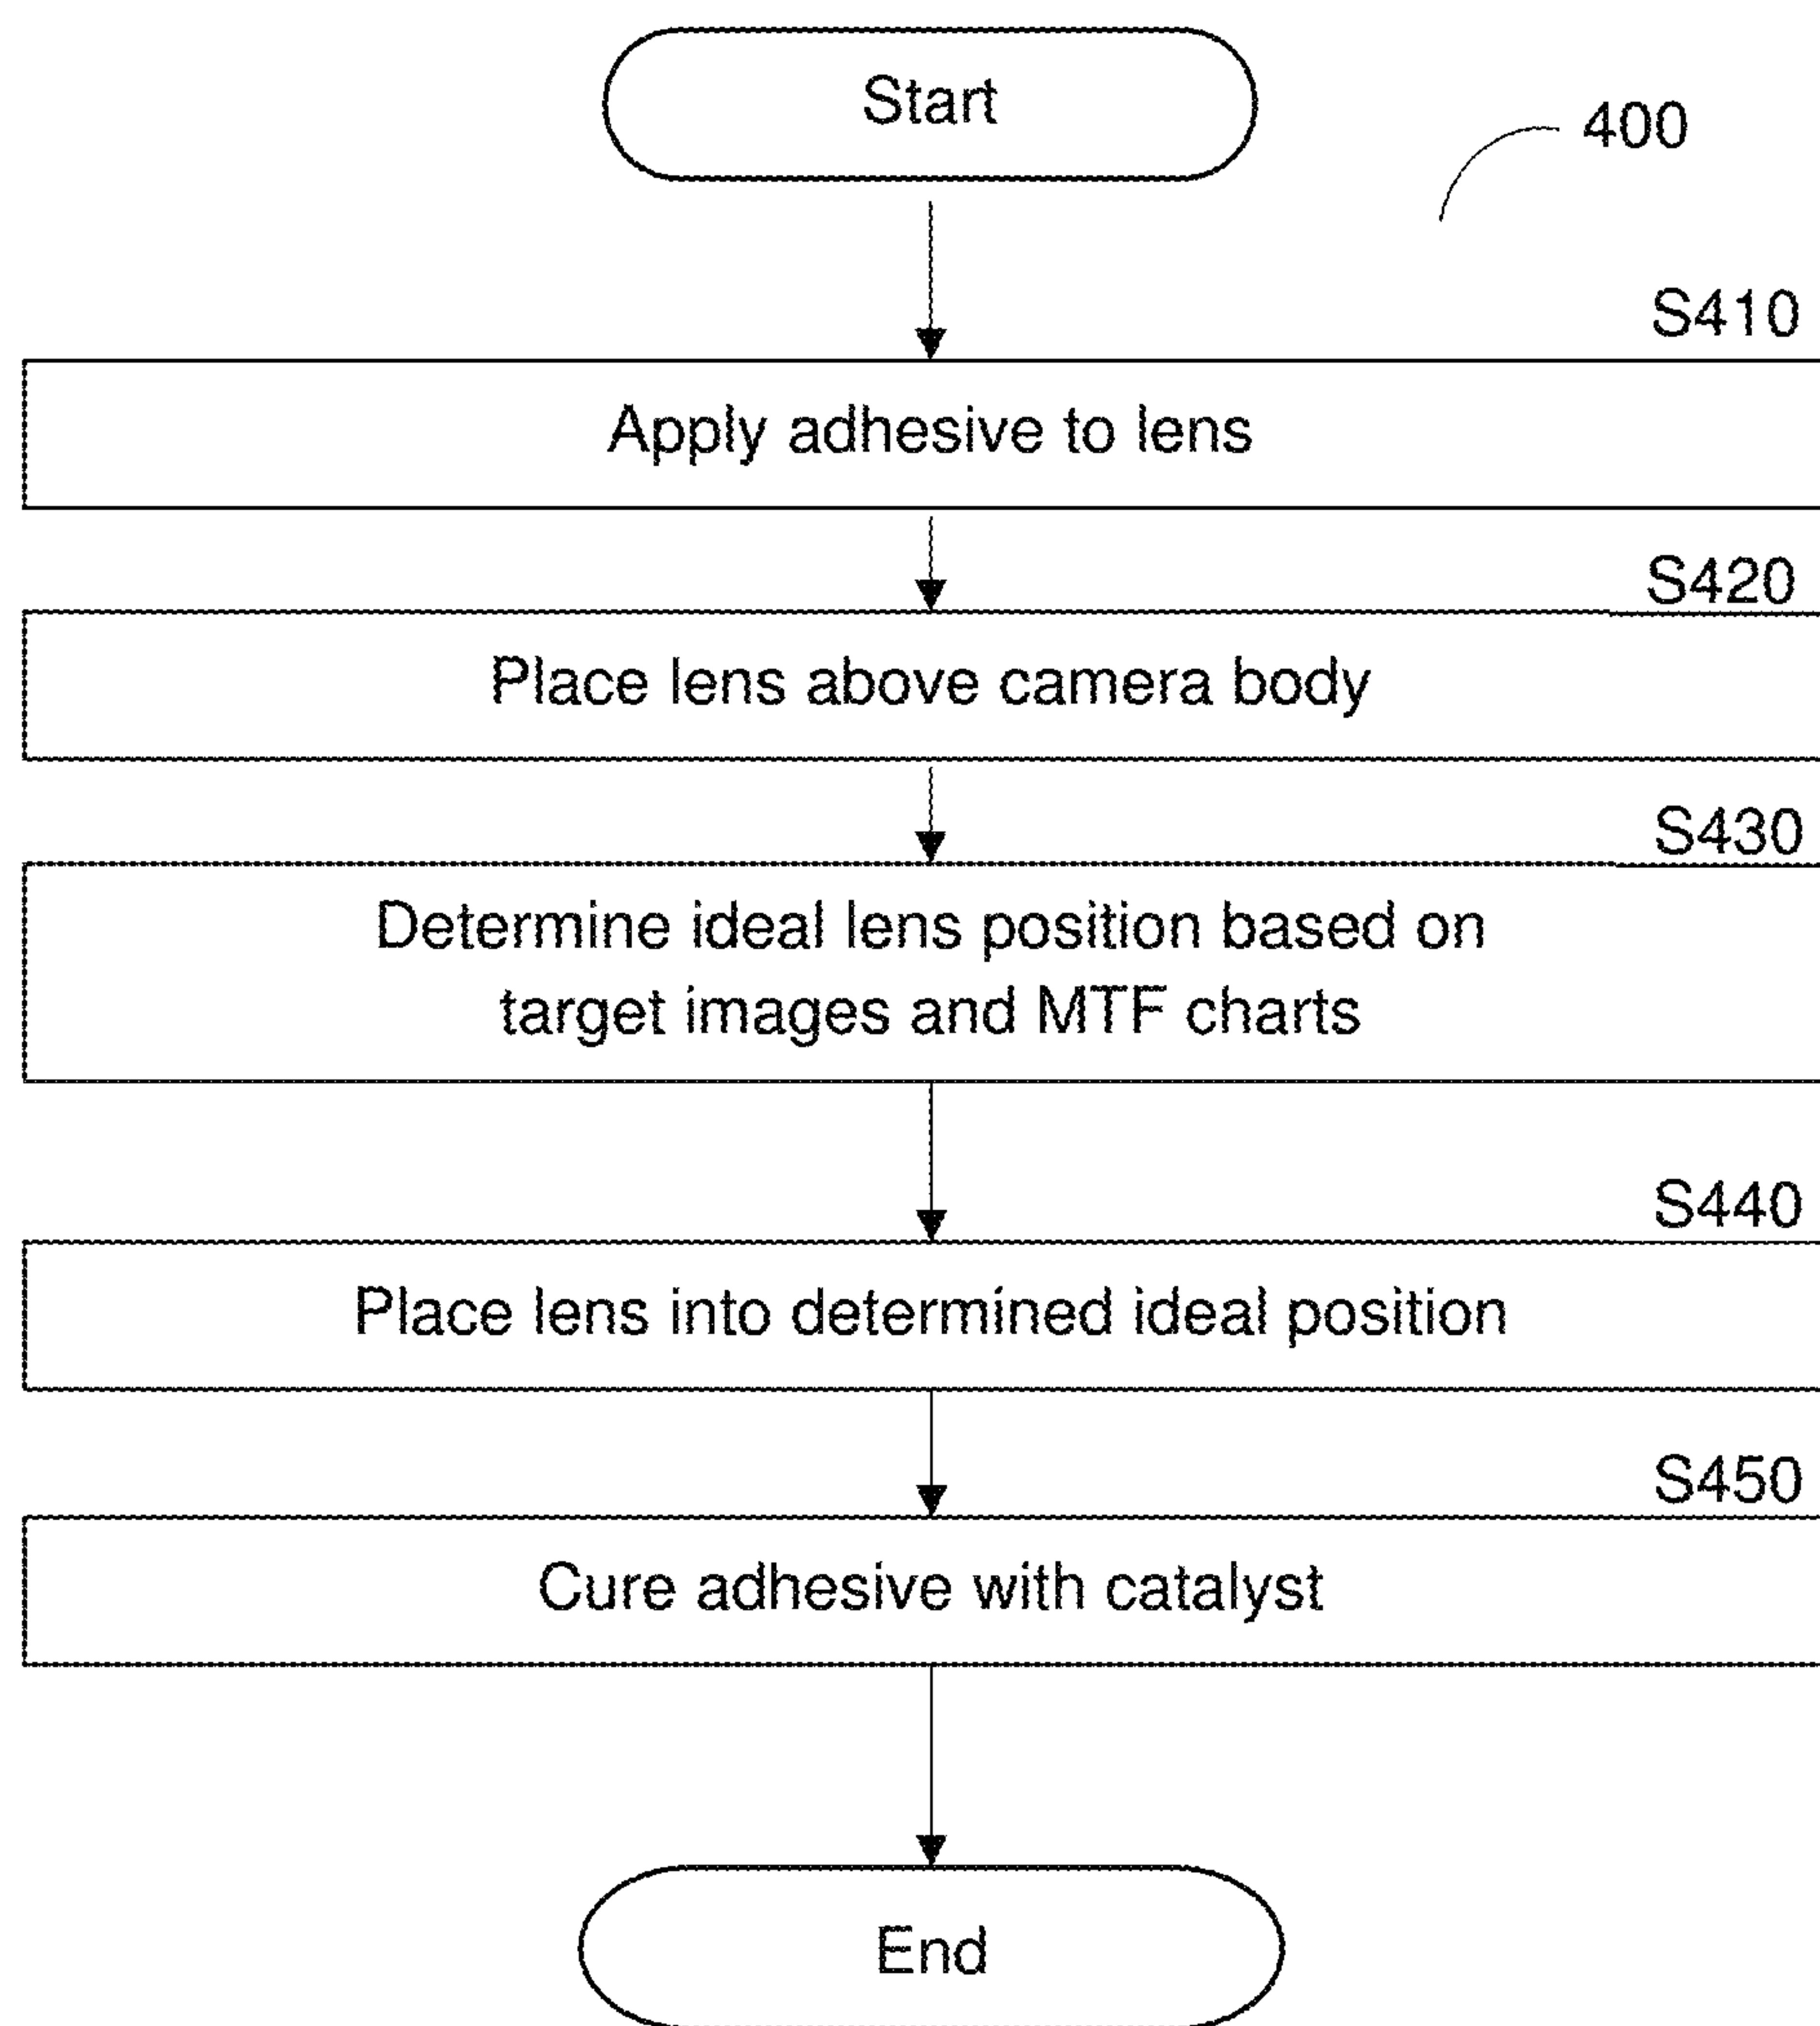 Start
400
S410
Apply adhesive to lens
S420
Place lens above camera body
S430
Determine ideal lens position based on
target images and MTF charts
S440
Place lens into determined ideal position
S450
Cure adhesive with catalyst
End